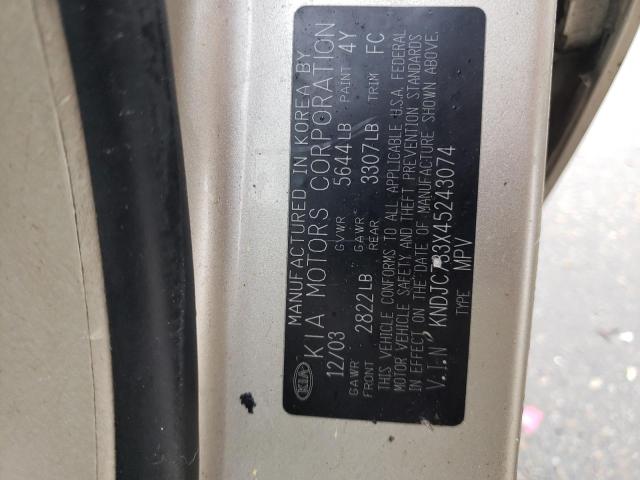 KIA
MANUFACTURED IN KOREA BY
KIA MOTORS CORPORATION
12/03 GVWR 5644LB PAINT 4Y
GAWR FRONT 2822LB GAWR REAR 3307LB TRIM FC
THIS VEHICLE CONFORMS TO ALL APPLICABLE U.S.A. FEDERAL
MOTOR VEHICLE SAFETY AND THEFT PREVENTION STANDARDS
IN EFFECT ON THE DATE OF MANUFACTURE SHOWN ABOVE.
V.I.N KNDJC733X45243074
TYPE MPV